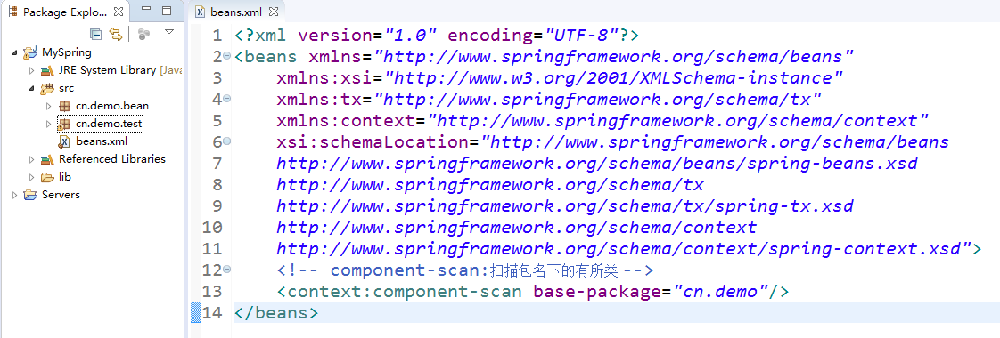 Package Explo...
MySpring
JRE System Library [Java
src
cn.demo.bean
cn.demo.test
beans.xml
Referenced Libraries
lib
Servers
beans.xml
1 <?xml version="1.0" encoding="UTF-8"?>
2 <beans xmlns="http://www.springframework.org/schema/beans"
3 xmlns:xsi="http://www.w3.org/2001/XMLSchema-instance"
4 xmlns:tx="http://www.springframework.org/schema/tx"
5 xmlns:context="http://www.springframework.org/schema/context"
6 xsi:schemaLocation="http://www.springframework.org/schema/beans
7 http://www.springframework.org/schema/beans/spring-beans.xsd
8 http://www.springframework.org/schema/tx
9 http://www.springframework.org/schema/tx/spring-tx.xsd
10 http://www.springframework.org/schema/context
11 http://www.springframework.org/schema/context/spring-context.xsd">
12 <!-- component-scan:扫描包名下的有所类 -->
13 <context:component-scan base-package="cn.demo"/>
14 </beans>